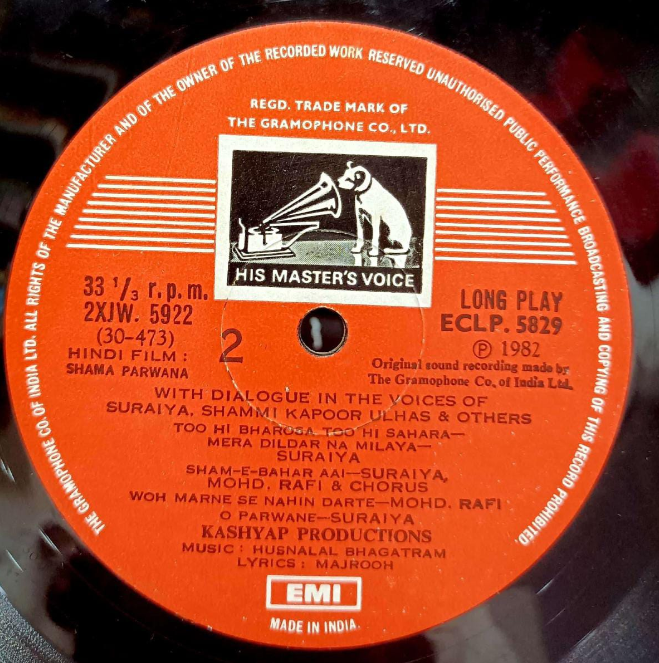 THE GRAMOPHONE CO. OF INDIA LTD. ALL RIGHTS OF THE MANUFACTURER AND OF THE OWNER OF THE RECORDED WORK RESERVED UNAUTHORISED PUBLIC PERFORMANCE BROADCASTING AND COPYING OF THIS RECORD PROHIBITED.
REGD. TRADE MARK OF
THE GRAMOPHONE CO., LTD.
HIS MASTER'S VOICE
33 1/3 r.p.m.
2XJW. 5922
(30-473)
HINDI FILM :
SHAMA PARWANA
2
LONG PLAY
ECLP. 5829
Ⓟ 1982
Original sound recording made by
The Gramophone Co. of India Ltd.
WITH DIALOGUE IN THE VOICES OF
SURAIYA, SHAMMI KAPOOR ULHAS & OTHERS
TOO HI BHAROSA TOO HI SAHARA—
MERA DILDAR NA MILAYA—
SURAIYA
SHAM-E-BAHAR AAI—SURAIYA,
MOHD. RAFI & CHORUS
WOH MARNE SE NAHIN DARTE—MOHD. RAFI
O PARWANE—SURAIYA
KASHYAP PRODUCTIONS
MUSIC : HUSNALAL BHAGATRAM
LYRICS : MAJROOH
EMI
MADE IN INDIA.